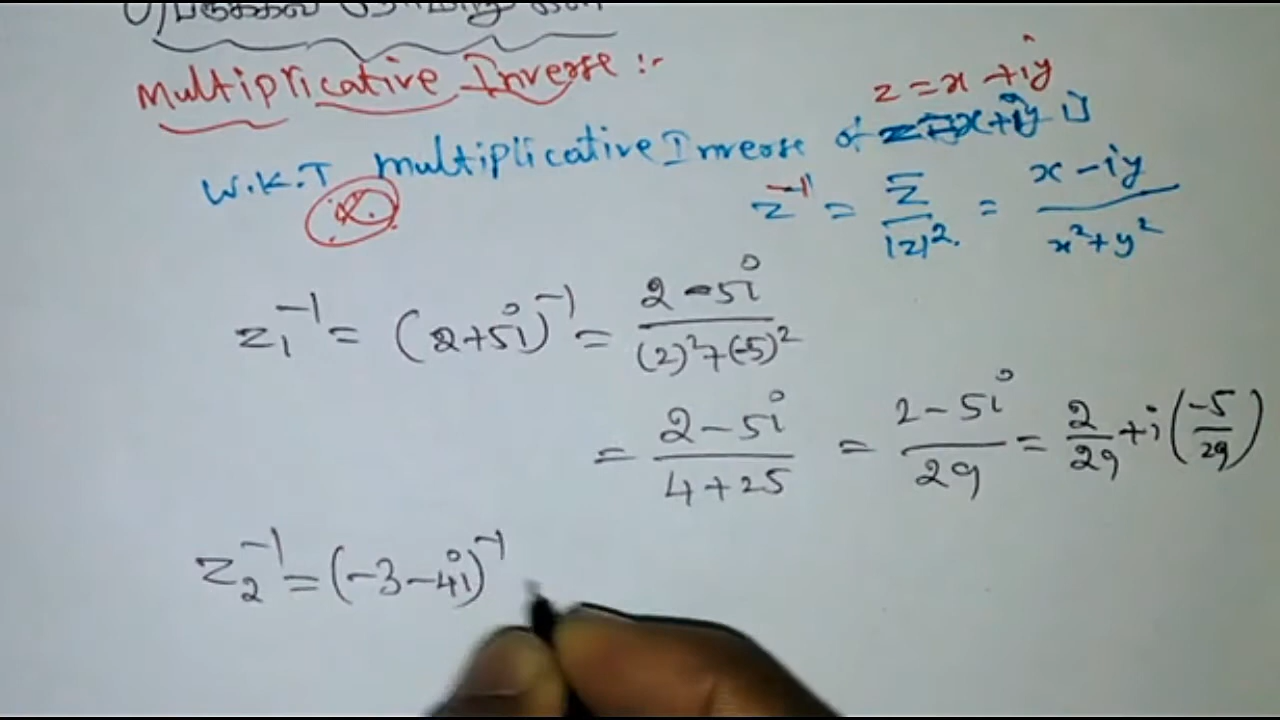 Multiplicative Inverse :-
z = x + iy
W.K.T Multiplicative Inverse of z = x + iy is
z⁻¹ = z̅/|z|². = (x - iy)/(x² + y²)
z₁⁻¹ = (2+5i)⁻¹ = (2-5i)/((2)²+(-5)²)
= (2-5i)/(4+25) = (2-5i)/29 = 2/29 + i(-5/29)
z₂⁻¹ = (-3-4i)⁻¹